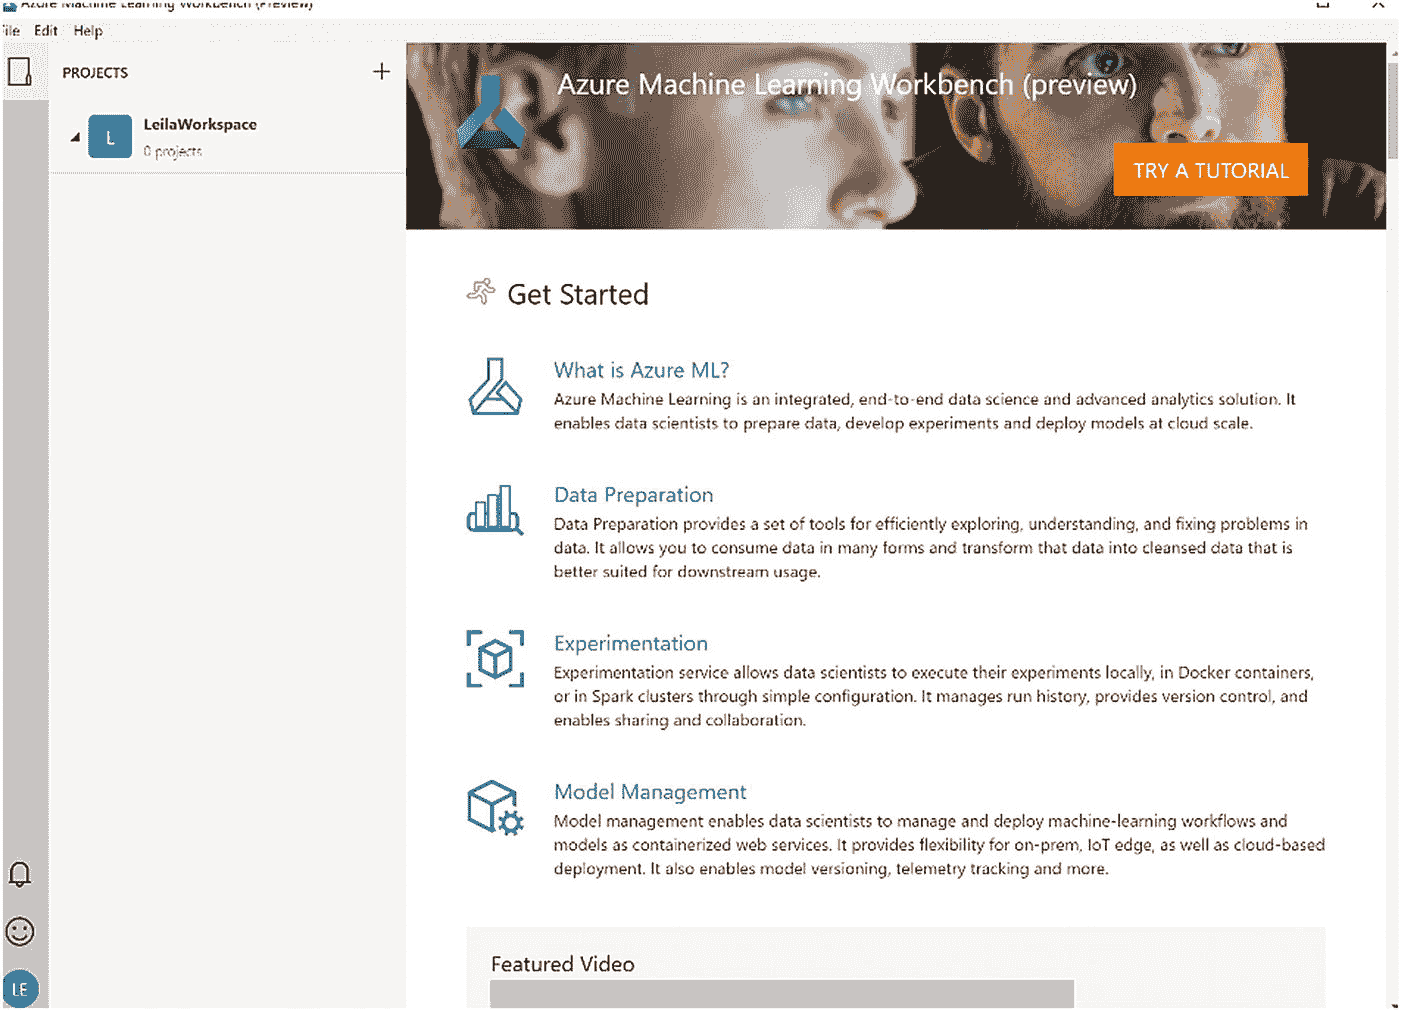 Azure Machine Learning Workbench (Preview)
File Edit Help
PROJECTS
L
LeilaWorkspace
0 projects
Azure Machine Learning Workbench (preview)
TRY A TUTORIAL
Get Started
What is Azure ML?
Azure Machine Learning is an integrated, end-to-end data science and advanced analytics solution. It
enables data scientists to prepare data, develop experiments and deploy models at cloud scale.
Data Preparation
Data Preparation provides a set of tools for efficiently exploring, understanding, and fixing problems in
data. It allows you to consume data in many forms and transform that data into cleansed data that is
better suited for downstream usage.
Experimentation
Experimentation service allows data scientists to execute their experiments locally, in Docker containers,
or in Spark clusters through simple configuration. It manages run history, provides version control, and
enables sharing and collaboration.
Model Management
Model management enables data scientists to manage and deploy machine-learning workflows and
models as containerized web services. It provides flexibility for on-prem, IoT edge, as well as cloud-based
deployment. It also enables model versioning, telemetry tracking and more.
Featured Video
LE